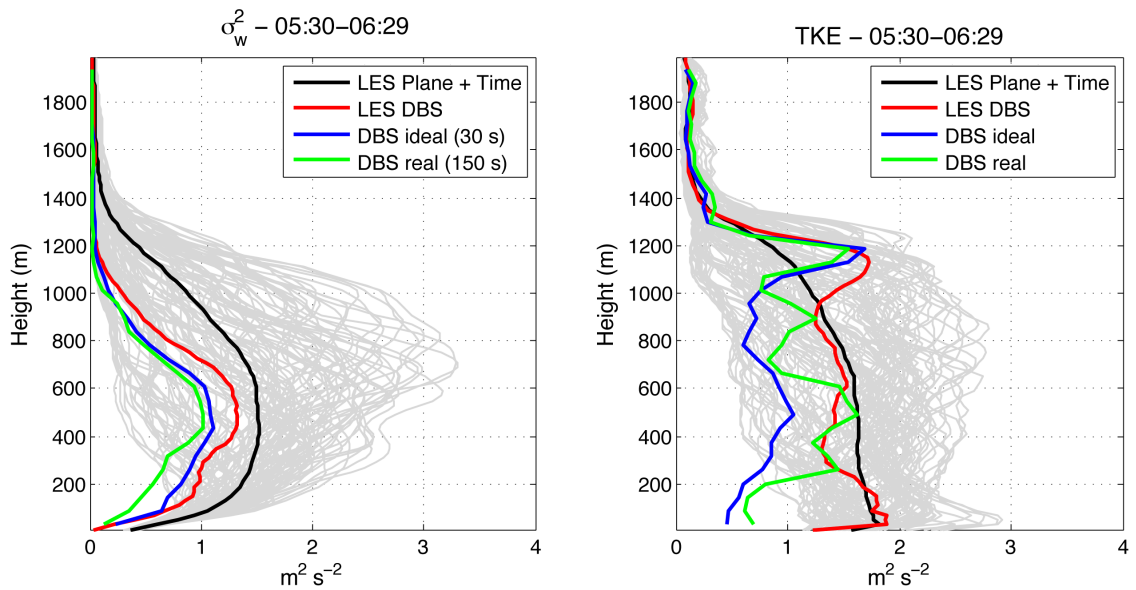 σ²w – 05:30–06:29
LES Plane + Time
LES DBS
DBS ideal (30 s)
DBS real (150 s)
Height (m)
1800
1600
1400
1200
1000
800
600
400
200
0 1 2 3 4
m² s⁻²
TKE – 05:30–06:29
LES Plane + Time
LES DBS
DBS ideal
DBS real
Height (m)
1800
1600
1400
1200
1000
800
600
400
200
0 1 2 3 4
m² s⁻²